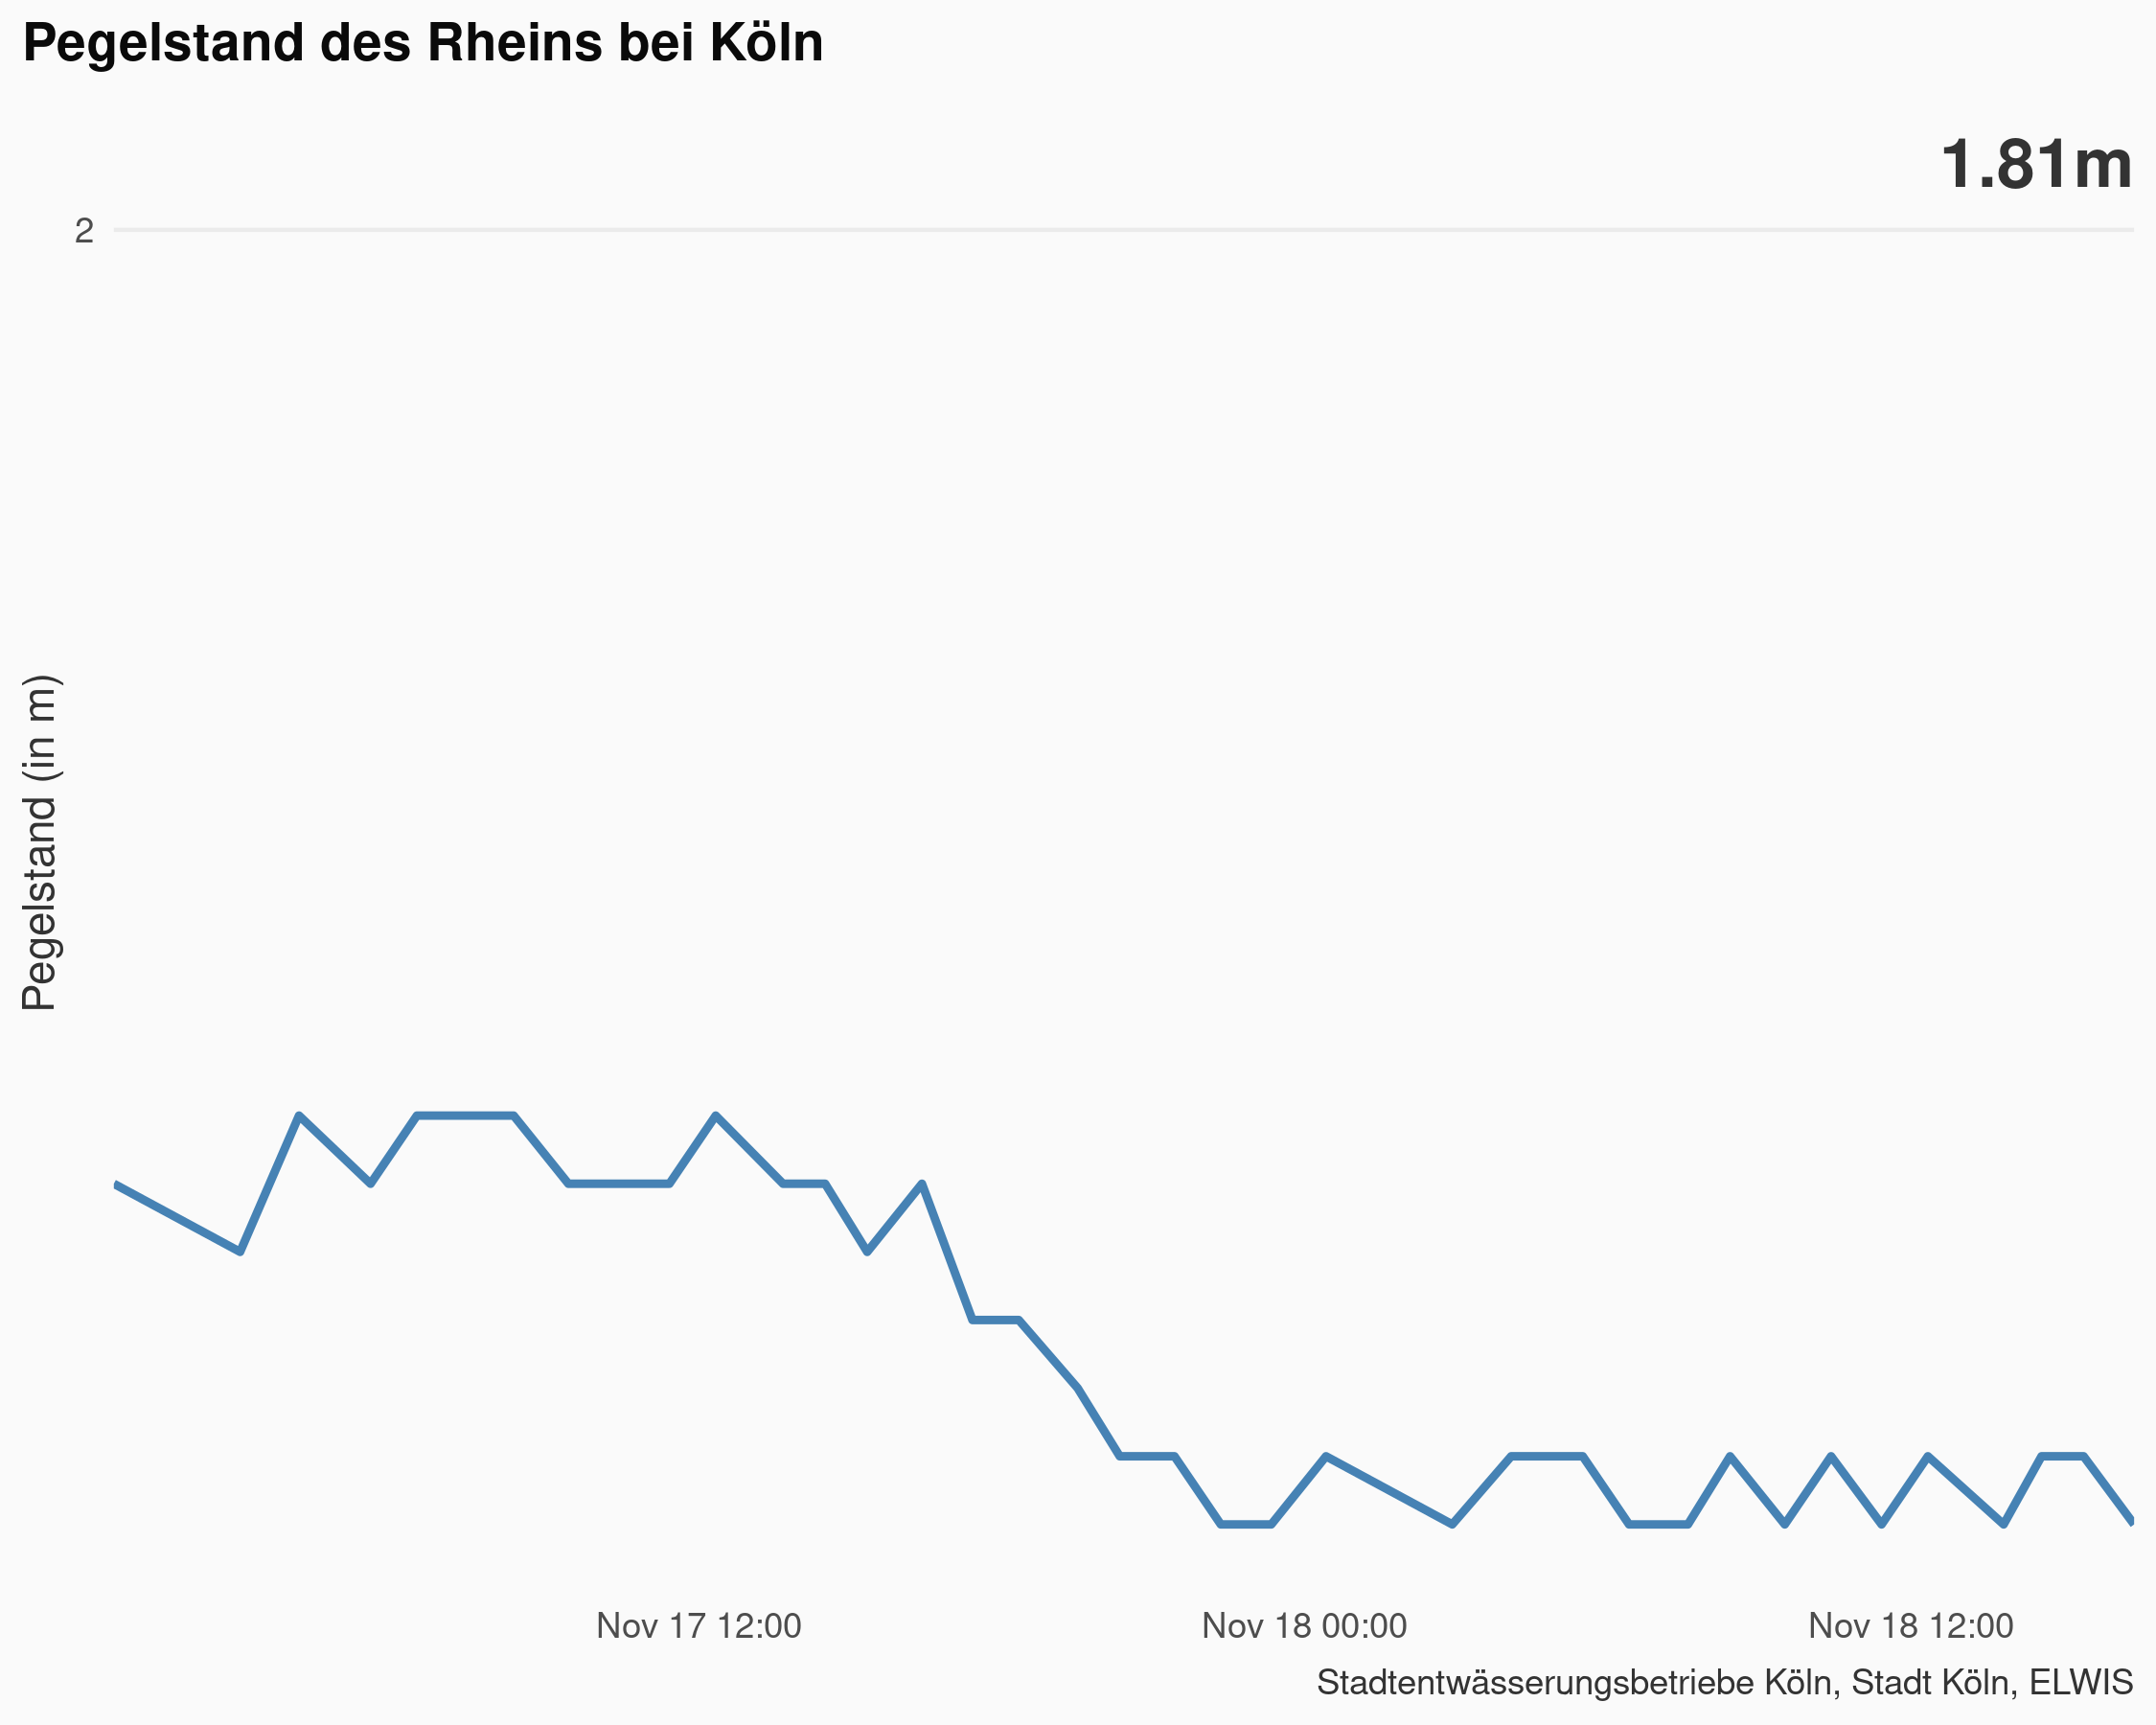 Pegelstand des Rheins bei Köln
1.81m
2
Pegelstand (in m)
Nov 17 12:00
Nov 18 00:00
Nov 18 12:00
Stadtentwässerungsbetriebe Köln, Stadt Köln, ELWIS